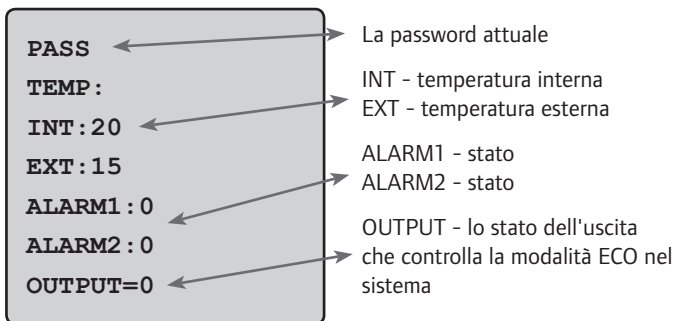 PASS
TEMP:
INT:20
EXT:15
ALARM1:0
ALARM2:0
OUTPUT=0
La password attuale
INT - temperatura interna
EXT - temperatura esterna
ALARM1 - stato
ALARM2 - stato
OUTPUT - lo stato dell'uscita
che controlla la modalità ECO nel
sistema